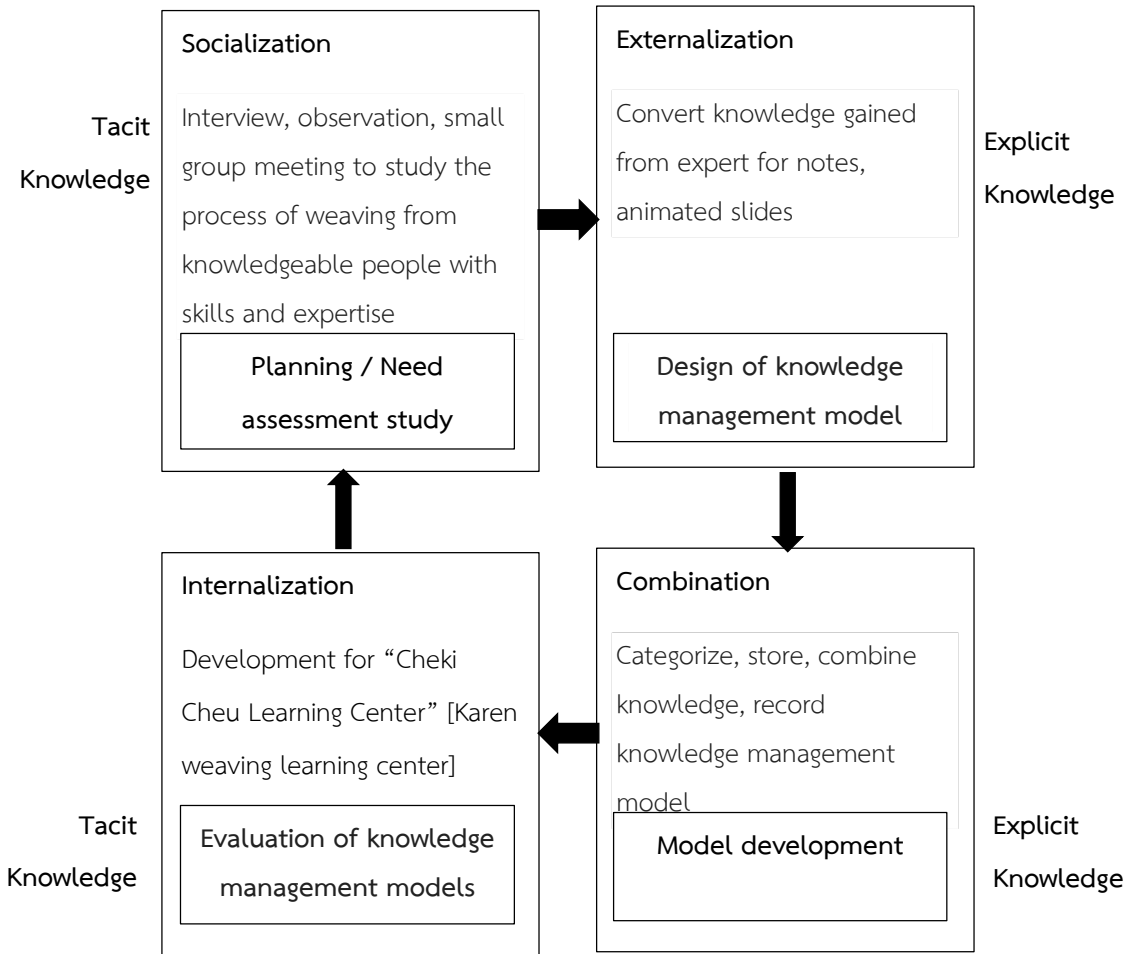 Tacit
Knowledge
Socialization
Interview, observation, small
group meeting to study the
process of weaving from
knowledgeable people with
skills and expertise
Planning / Need
assessment study
Externalization
Convert knowledge gained
from expert for notes,
animated slides
Design of knowledge
management model
Explicit
Knowledge
Tacit
Knowledge
Internalization
Development for “Cheki
Cheu Learning Center” [Karen
weaving learning center]
Evaluation of knowledge
management models
Combination
Categorize, store, combine
knowledge, record
knowledge management
model
Model development
Explicit
Knowledge